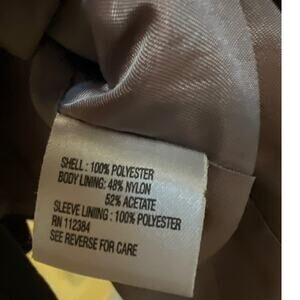 SHELL: 100% POLYESTER
BODY LINING: 48% NYLON
52% ACETATE
SLEEVE LINING: 100% POLYESTER
RN 112384
SEE REVERSE FOR CARE